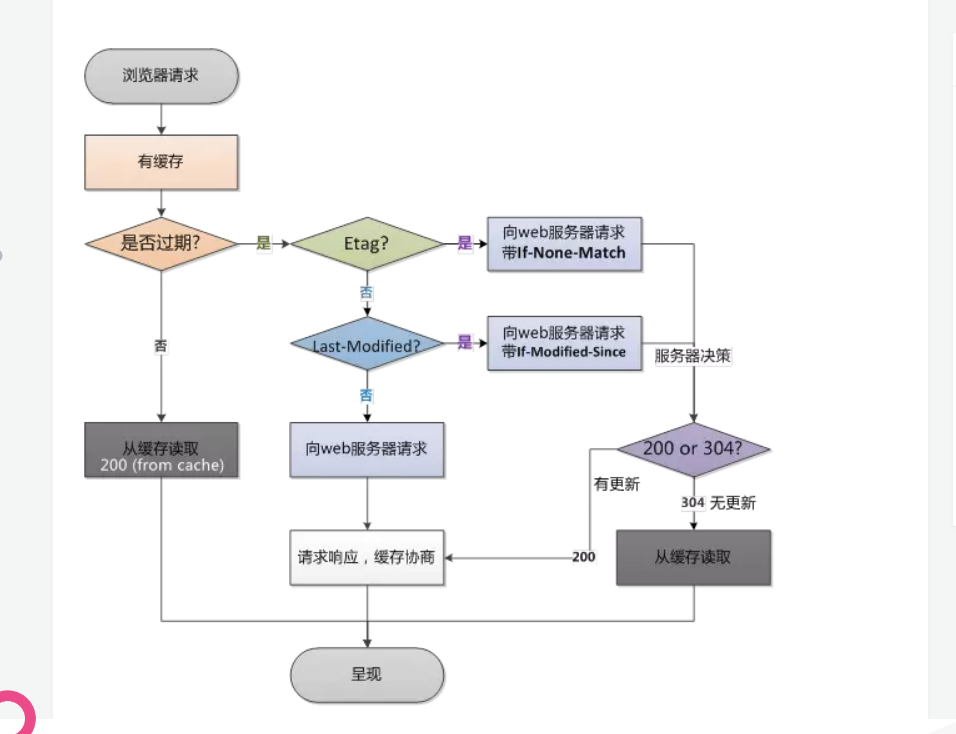 浏览器请求
有缓存
是否过期?
是
Etag?
是
向web服务器请求
带If-None-Match
否
否
Last-Modified?
是
向web服务器请求
带If-Modified-Since
服务器决策
否
从缓存读取
200 (from cache)
向web服务器请求
200 or 304?
有更新
304 无更新
请求响应，缓存协商
200
从缓存读取
呈现